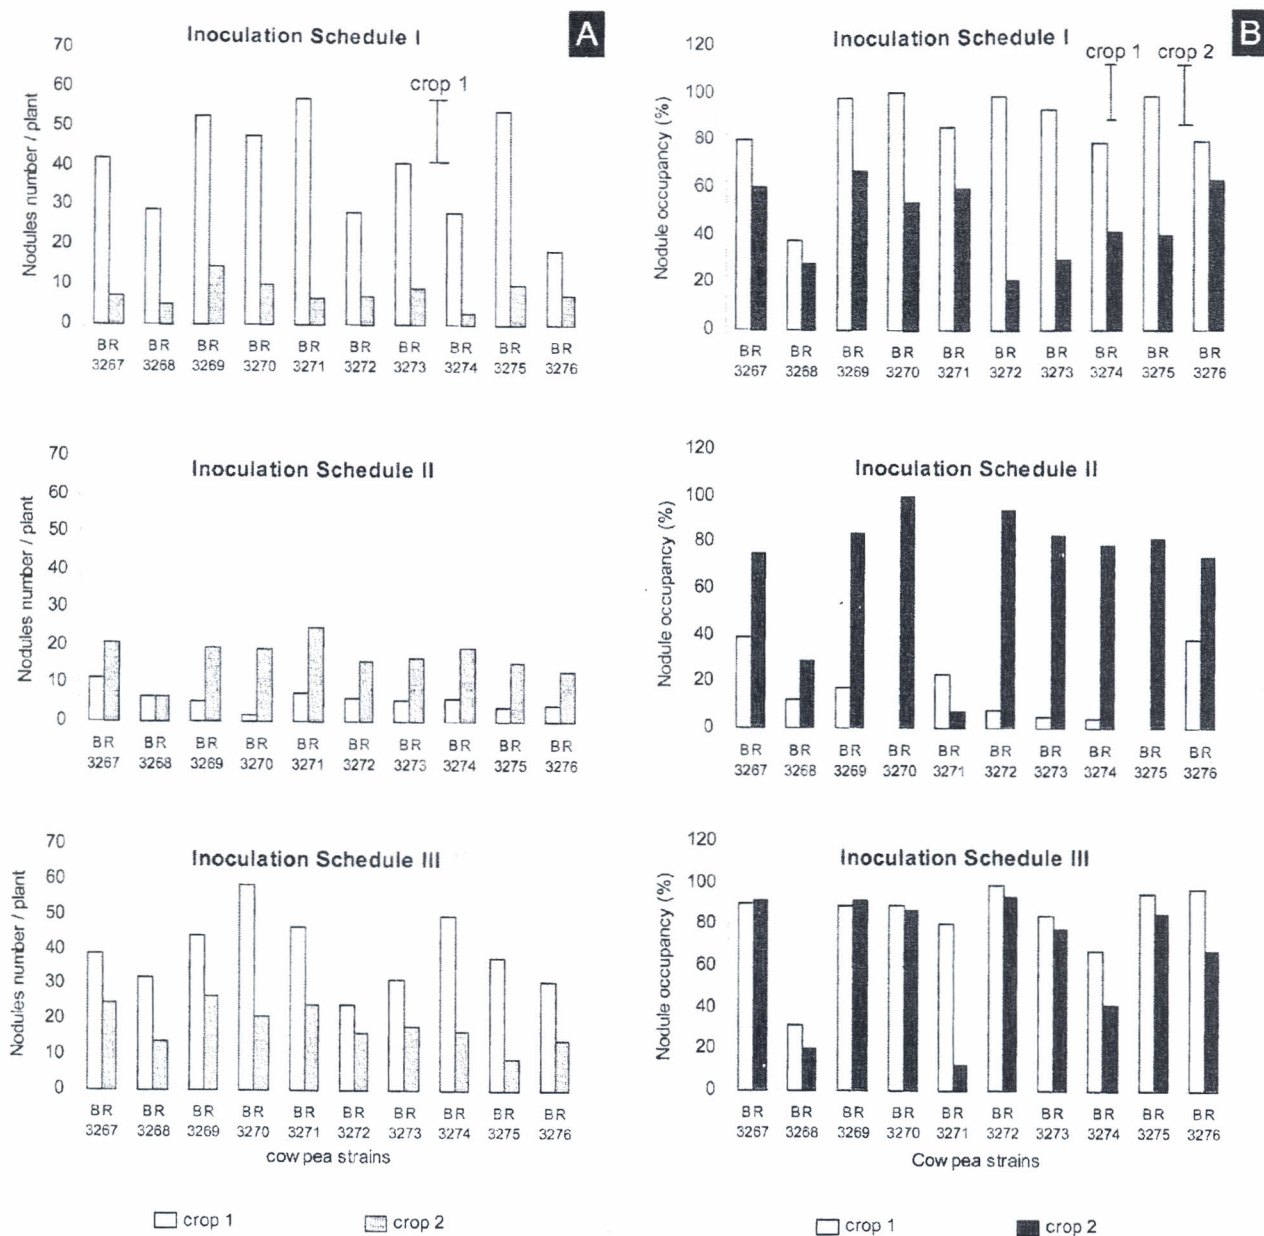 A
Inoculation Schedule I
crop 1
Nodules number / plant
70
60
50
40
30
20
10
0
BR BR BR BR BR BR BR BR BR BR
3267 3268 3269 3270 3271 3272 3273 3274 3275 3276
B
Inoculation Schedule I
crop 1 crop 2
Nodule occupancy (%)
120
100
80
60
40
20
0
BR BR BR BR BR BR BR BR BR BR
3267 3268 3269 3270 3271 3272 3273 3274 3275 3276
Inoculation Schedule II
Nodules number / plant
70
60
50
40
30
20
10
0
BR BR BR BR BR BR BR BR BR BR
3267 3268 3269 3270 3271 3272 3273 3274 3275 3276
Inoculation Schedule II
Nodule occupancy (%)
120
100
80
60
40
20
0
BR BR BR BR BR BR BR BR BR BR
3267 3268 3269 3270 3271 3272 3273 3274 3275 3276
Inoculation Schedule III
Nodules number / plant
70
60
50
40
30
20
10
0
BR BR BR BR BR BR BR BR BR BR
3267 3268 3269 3270 3271 3272 3273 3274 3275 3276
cow pea strains
crop 1 crop 2
Inoculation Schedule III
Nodule occupancy (%)
120
100
80
60
40
20
0
BR BR BR BR BR BR BR BR BR BR
3267 3268 3269 3270 3271 3272 3273 3274 3275 3276
Cow pea strains
crop 1 crop 2